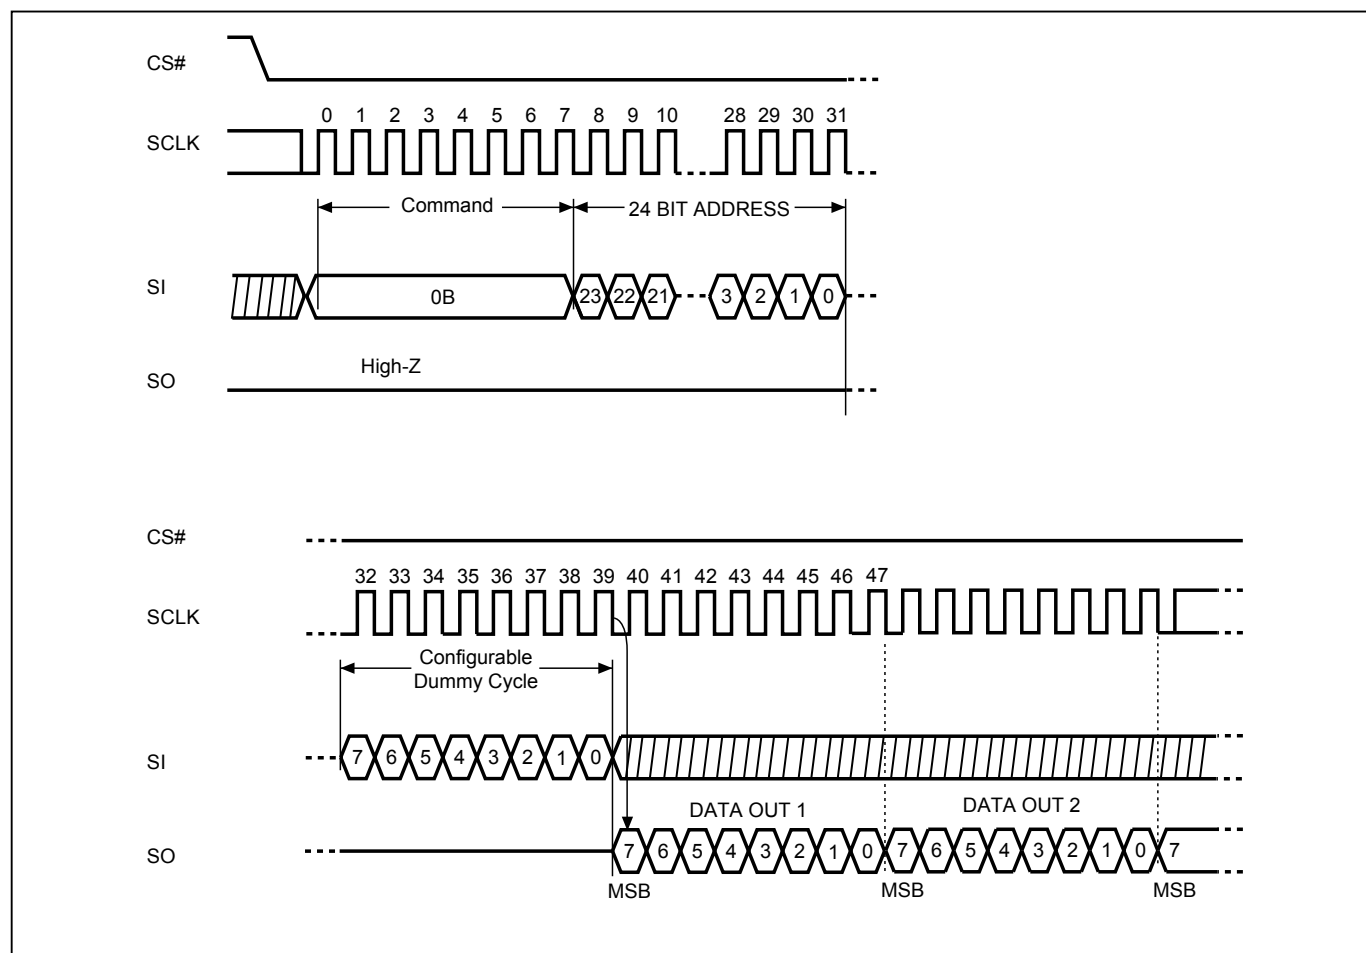 CS#
0 1 2 3 4 5 6 7 8 9 10 28 29 30 31
SCLK
Command
24 BIT ADDRESS
SI
0B
23 22 21 3 2 1 0
High-Z
SO
CS#
32 33 34 35 36 37 38 39 40 41 42 43 44 45 46 47
SCLK
Configurable
Dummy Cycle
SI
7 6 5 4 3 2 1 0
DATA OUT 1
DATA OUT 2
SO
7 6 5 4 3 2 1 0 7 6 5 4 3 2 1 0 7
MSB
MSB
MSB